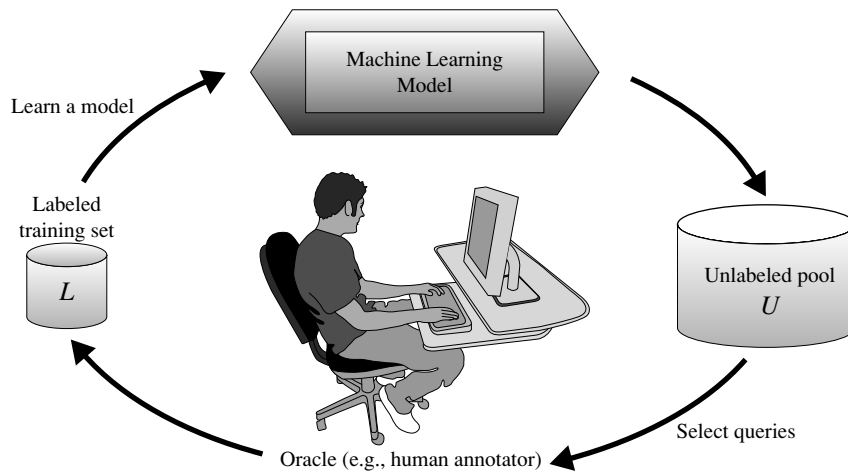 Machine Learning
Model
Learn a model
Labeled
training set
L
Unlabeled pool
U
Select queries
Oracle (e.g., human annotator)